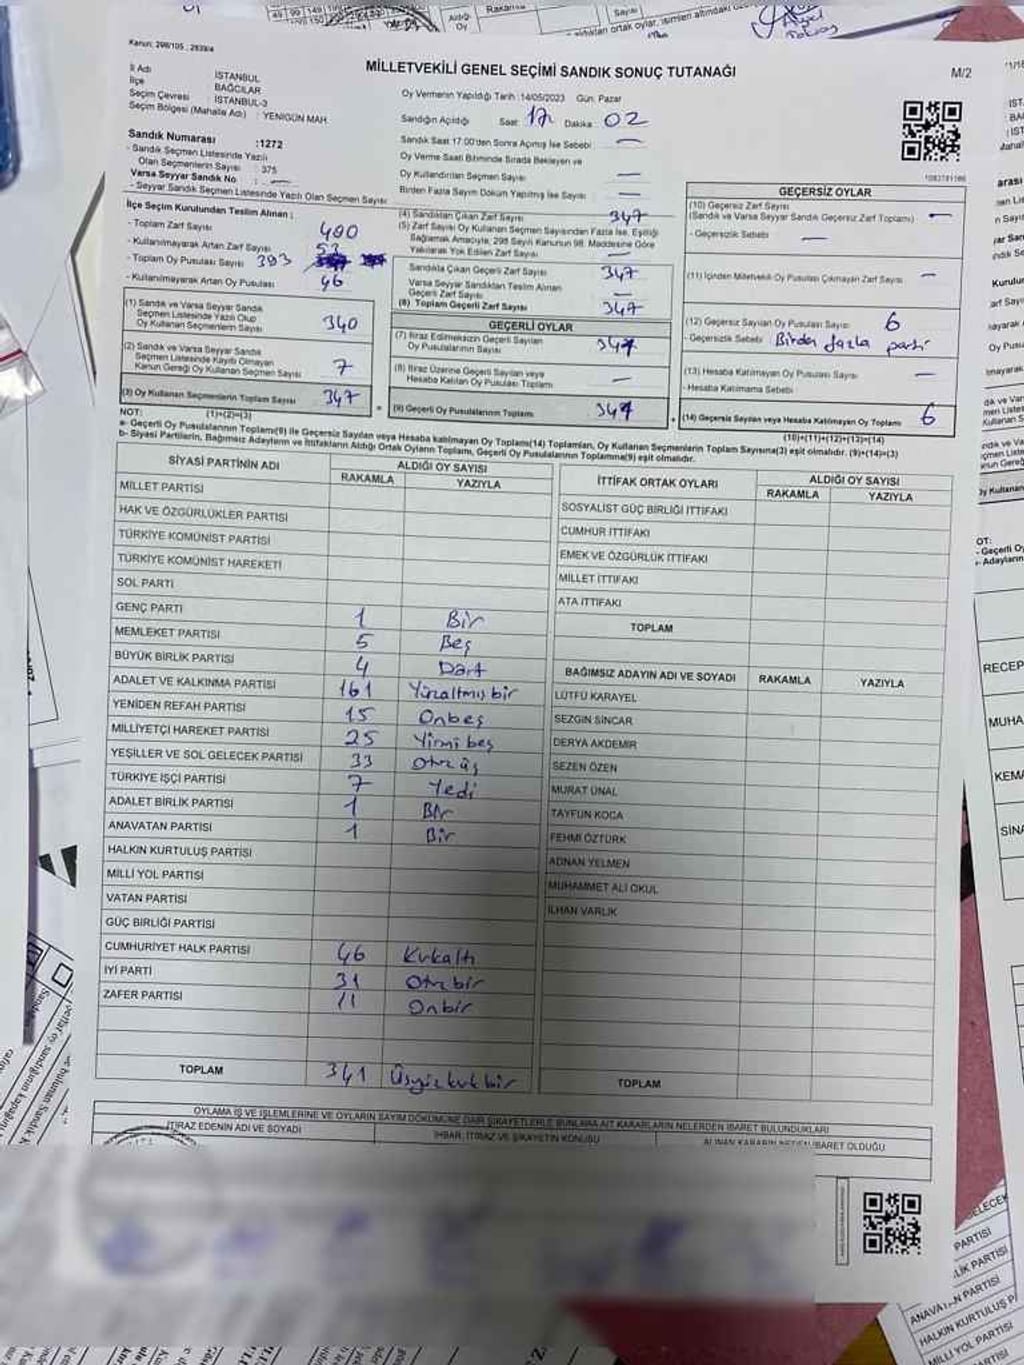 Kanun: 298/105, 2839/4
MİLLETVEKİLİ GENEL SEÇİMİ SANDIK SONUÇ TUTANAĞI
M/2
İl Adı İSTANBUL
İlçe BAĞCILAR
Seçim Çevresi İSTANBUL-3
Seçim Bölgesi (Mahalle Adı) : YENİGÜN MAH.
Oy Vermenin Yapıldığı Tarih :14/05/2023 Gün: Pazar
Sandığın Açıldığı Saat: 17 Dakika: 02
Sandık Saat 17.00'den Sonra Açılmış İse Sebebi —
Oy Verme Saati Bitiminde Sırada Bekleyen ve
Oy Kullandırılan Seçmen Sayısı —
Birden Fazla Sayım Döküm Yapılmış İse Sayısı —
Sandık Numarası :1272
- Sandık Seçmen Listesinde Yazılı
Olan Seçmenlerin Sayısı : 375
Varsa Seyyar Sandık No : —
- Seyyar Sandık Seçmen Listesinde Yazılı Olan Seçmen Sayısı:
İlçe Seçim Kurulundan Teslim Alınan :
- Toplam Zarf Sayısı 400
- Kullanılmayarak Artan Zarf Sayısı 53
- Toplam Oy Pusulası Sayısı 393
- Kullanılmayarak Artan Oy Pusulası 46
(1) Sandık ve Varsa Seyyar Sandık
Seçmen Listesinde Yazılı Olup
Oy Kullanan Seçmenlerin Sayısı 340
(2) Sandık ve Varsa Seyyar Sandık
Seçmen Listesinde Kayıtlı Olmayan
Kanun Gereği Oy Kullanan Seçmen Sayısı 7
(3) Oy Kullanan Seçmenlerin Toplam Sayısı 347
(1)+(2)=(3)
(4) Sandıktan Çıkan Zarf Sayısı 347
(5) Zarf Sayısı Oy Kullanan Seçmen Sayısından Fazla İse, Eşitliği
Sağlamak Amacıyla, 298 Sayılı Kanunun 98. Maddesine Göre
Yakılarak Yok Edilen Zarf Sayısı —
Sandıkta Çıkan Geçerli Zarf Sayısı 347
Varsa Seyyar Sandıktan Teslim Alınan
Geçerli Zarf Sayısı —
(6) Toplam Geçerli Zarf Sayısı 347
GEÇERLİ OYLAR
(7) İtiraz Edilmeksizin Geçerli Sayılan
Oy Pusulalarının Sayısı 347
(8) İtiraz Üzerine Geçerli Sayılan veya
Hesaba Katılan Oy Pusulası Toplamı —
(9) Geçerli Oy Pusulalarının Toplamı 347
GEÇERSİZ OYLAR
(10) Geçersiz Zarf Sayısı
(Sandık ve Varsa Seyyar Sandık Geçersiz Zarf Toplamı) —
- Geçersizlik Sebebi —
(11) İçinden Milletvekili Oy Pusulası Çıkmayan Zarf Sayısı —
(12) Geçersiz Sayılan Oy Pusulası Sayısı 6
- Geçersizlik Sebebi Birden fazla parti
(13) Hesaba Katılmayan Oy Pusulası Sayısı —
- Hesaba Katılmama Sebebi
(14) Geçersiz Sayılan veya Hesaba Katılmayan Oy Toplamı 6
(10)+(11)+(12)+(13)=(14)
NOT:
a- Geçerli Oy Pusulalarının Toplamı(9) ile Geçersiz Sayılan veya Hesaba katılmayan Oy Toplamı(14) Toplamları, Oy Kullanan Seçmenlerin Toplam Sayısına(3) eşit olmalıdır. (9)+(14)=(3)
b- Siyasi Partilerin, Bağımsız Adayların ve İttifakların Aldığı Ortak Oyların Toplamı, Geçerli Oy Pusulalarının Toplamına(9) eşit olmalıdır.
SİYASİ PARTİNİN ADI ALDIĞI OY SAYISI
RAKAMLA YAZIYLA
MİLLET PARTİSİ
HAK VE ÖZGÜRLÜKLER PARTİSİ
TÜRKİYE KOMÜNİST PARTİSİ
TÜRKİYE KOMÜNİST HAREKETİ
SOL PARTİ
GENÇ PARTİ 1 Bir
MEMLEKET PARTİSİ 5 Beş
BÜYÜK BİRLİK PARTİSİ 4 Dört
ADALET VE KALKINMA PARTİSİ 161 Yüzaltmış bir
YENİDEN REFAH PARTİSİ 15 Onbeş
MİLLİYETÇİ HAREKET PARTİSİ 25 Yirmi beş
YEŞİLLER VE SOL GELECEK PARTİSİ 33 Otuz üç
TÜRKİYE İŞÇİ PARTİSİ 7 Yedi
ADALET BİRLİK PARTİSİ 1 Bir
ANAVATAN PARTİSİ 1 Bir
HALKIN KURTULUŞ PARTİSİ
MİLLİ YOL PARTİSİ
VATAN PARTİSİ
GÜÇ BİRLİĞİ PARTİSİ
CUMHURİYET HALK PARTİSİ 46 Kırkaltı
İYİ PARTİ 31 Otuz bir
ZAFER PARTİSİ 11 Onbir
TOPLAM 341 Üçyüz kırk bir
İTTİFAK ORTAK OYLARI ALDIĞI OY SAYISI
RAKAMLA YAZIYLA
SOSYALİST GÜÇ BİRLİĞİ İTTİFAKI
CUMHUR İTTİFAKI
EMEK VE ÖZGÜRLÜK İTTİFAKI
MİLLET İTTİFAKI
ATA İTTİFAKI
TOPLAM
BAĞIMSIZ ADAYIN ADI VE SOYADI RAKAMLA YAZIYLA
LÜTFÜ KARAYEL
SEZGİN SİNCAR
DERYA AKDEMİR
SEZEN ÖZEN
MURAT ÜNAL
TAYFUN KOCA
FEHMİ ÖZTÜRK
ADNAN YELMEN
MUHAMMET ALİ OKUL
İLHAN VARLIK
TOPLAM
OYLAMA İŞ VE İŞLEMLERİNE VE OYLARIN SAYIM DÖKÜMÜNE DAİR ŞİKAYETLERLE BUNLARA AİT KARARLARIN NELERDEN İBARET BULUNDUKLARI
İTİRAZ EDENİN ADI VE SOYADI İHBAR, İTİRAZ VE ŞİKAYETİN KONUSU ALINAN KARARIN NEDEN İBARET OLDUĞU
RECEP
MUHA
KEMA
SİNA
PARTİSİ
LİK PARTİSİ
PARTİSİ
HALKIN KURTULUŞ P
MİLLİ YOL PARTİSİ